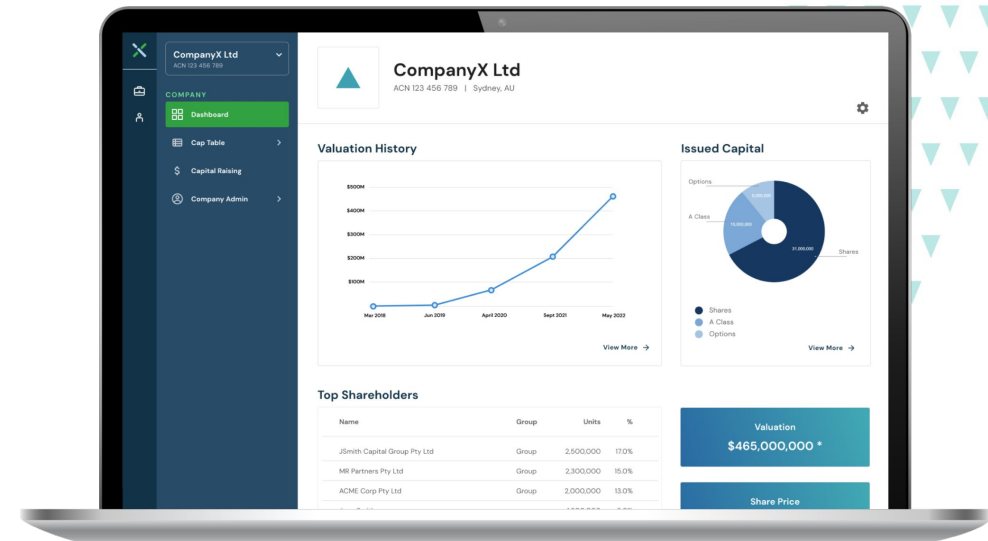 CompanyX Ltd
ACN 123 456 789
COMPANY
Dashboard
Cap Table
Capital Raising
Company Admin
CompanyX Ltd
ACN 123 456 789 | Sydney, AU
Valuation History
$500M
$400M
$300M
$200M
$100M
Mar 2018 Jun 2019 April 2020 Sept 2021 May 2022
View More →
Issued Capital
Options
A Class
10,000,000
31,000,000
Shares
Shares
A Class
Options
View More →
Top Shareholders
Name Group Units %
JSmith Capital Group Pty Ltd Group 2,500,000 17.0%
MR Partners Pty Ltd Group 2,300,000 15.0%
ACME Corp Pty Ltd Group 2,000,000 13.0%
Valuation
$465,000,000 *
Share Price